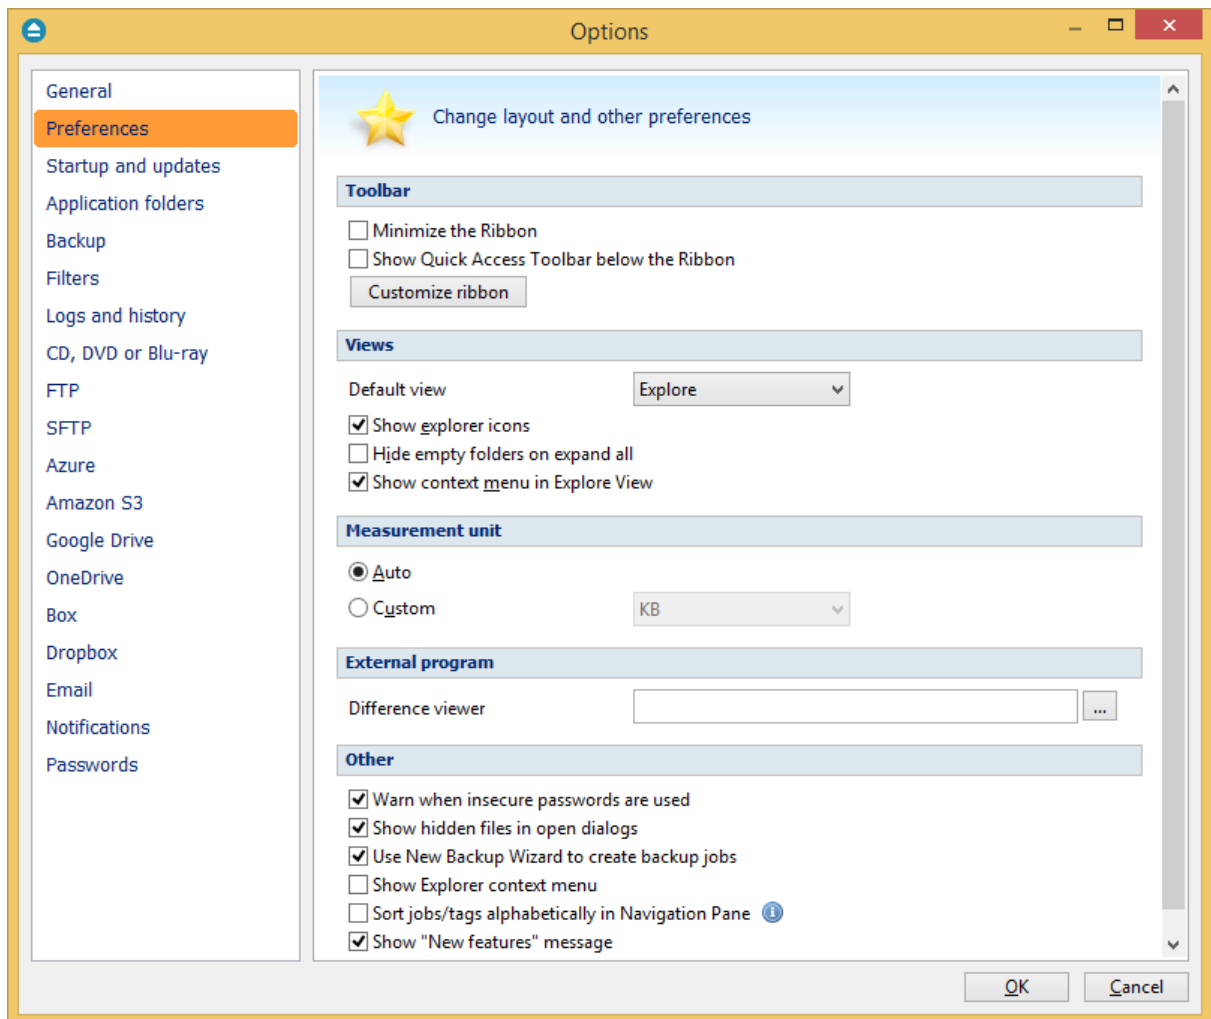 Options
General
Preferences
Startup and updates
Application folders
Backup
Filters
Logs and history
CD, DVD or Blu-ray
FTP
SFTP
Azure
Amazon S3
Google Drive
OneDrive
Box
Dropbox
Email
Notifications
Passwords
Change layout and other preferences
Toolbar
Minimize the Ribbon
Show Quick Access Toolbar below the Ribbon
Customize ribbon
Views
Default view Explore
Show explorer icons
Hide empty folders on expand all
Show context menu in Explore View
Measurement unit
Auto
Custom KB
External program
Difference viewer ...
Other
Warn when insecure passwords are used
Show hidden files in open dialogs
Use New Backup Wizard to create backup jobs
Show Explorer context menu
Sort jobs/tags alphabetically in Navigation Pane
Show "New features" message
OK Cancel